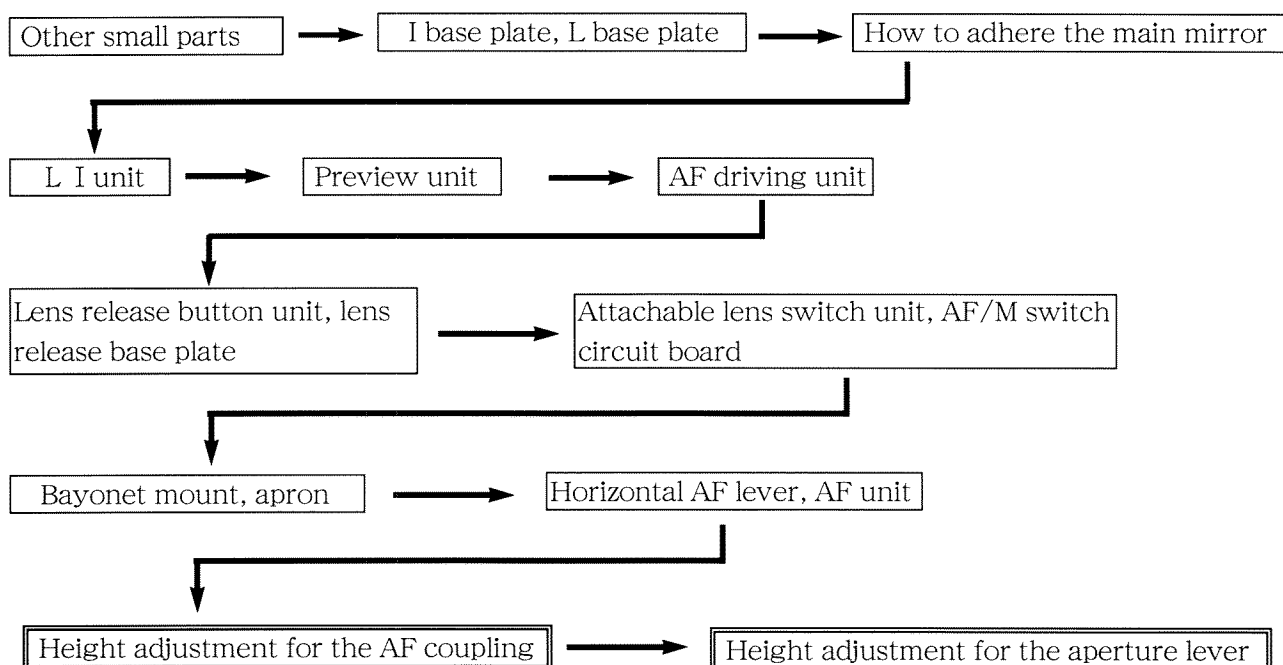 Other small parts
I base plate, L base plate
How to adhere the main mirror
L I unit
Preview unit
AF driving unit
Lens release button unit, lens
release base plate
Attachable lens switch unit, AF/M switch
circuit board
Bayonet mount, apron
Horizontal AF lever, AF unit
Height adjustment for the AF coupling
Height adjustment for the aperture lever